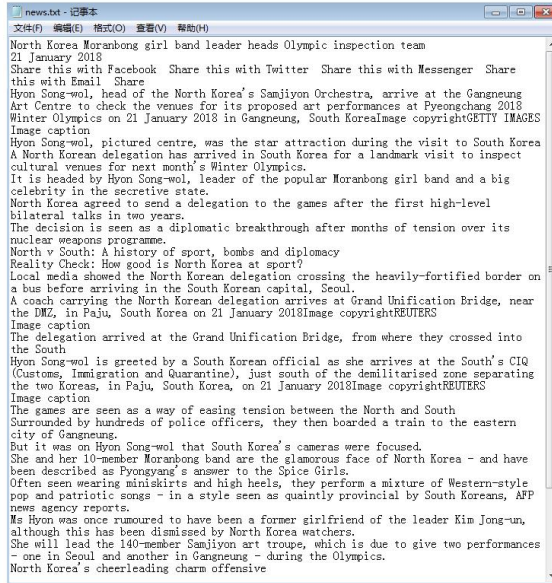 news.txt - 记事本
文件(F) 编辑(E) 格式(O) 查看(V) 帮助(H)
North Korea Moranbong girl band leader heads Olympic inspection team
21 January 2018
Share this with Facebook  Share this with Twitter  Share this with Messenger  Share
this with Email  Share
Hyon Song-wol, head of the North Korea's Samjiyon Orchestra, arrive at the Gangneung
Art Centre to check the venues for its proposed art performances at Pyeongchang 2018
Winter Olympics on 21 January 2018 in Gangneung, South KoreaImage copyrightGETTY IMAGES
Image caption
Hyon Song-wol, pictured centre, was the star attraction during the visit to South Korea
A North Korean delegation has arrived in South Korea for a landmark visit to inspect
cultural venues for next month's Winter Olympics.
It is headed by Hyon Song-wol, leader of the popular Moranbong girl band and a big
celebrity in the secretive state.
North Korea agreed to send a delegation to the games after the first high-level
bilateral talks in two years.
The decision is seen as a diplomatic breakthrough after months of tension over its
nuclear weapons programme.
North v South: A history of sport, bombs and diplomacy
Reality Check: How good is North Korea at sport?
Local media showed the North Korean delegation crossing the heavily-fortified border on
a bus before arriving in the South Korean capital, Seoul.
A coach carrying the North Korean delegation arrives at Grand Unification Bridge, near
the DMZ, in Paju, South Korea on 21 January 2018Image copyrightREUTERS
Image caption
The delegation arrived at the Grand Unification Bridge, from where they crossed into
the South
Hyon Song-wol is greeted by a South Korean official as she arrives at the South's CIQ
(Customs, Immigration and Quarantine), just south of the demilitarised zone separating
the two Koreas, in Paju, South Korea, on 21 January 2018Image copyrightREUTERS
Image caption
The games are seen as a way of easing tension between the North and South
Surrounded by hundreds of police officers, they then boarded a train to the eastern
city of Gangneung.
But it was on Hyon Song-wol that South Korea's cameras were focused.
She and her 10-member Moranbong band are the glamorous face of North Korea - and have
been described as Pyongyang's answer to the Spice Girls.
Often seen wearing miniskirts and high heels, they perform a mixture of Western-style
pop and patriotic songs - in a style seen as quaintly provincial by South Koreans, AFP
news agency reports.
Ms Hyon was once rumoured to have been a former girlfriend of the leader Kim Jong-un,
although this has been dismissed by North Korea watchers.
She will lead the 140-member Samjiyon art troupe, which is due to give two performances
- one in Seoul and another in Gangneung - during the Olympics.
North Korea's cheerleading charm offensive